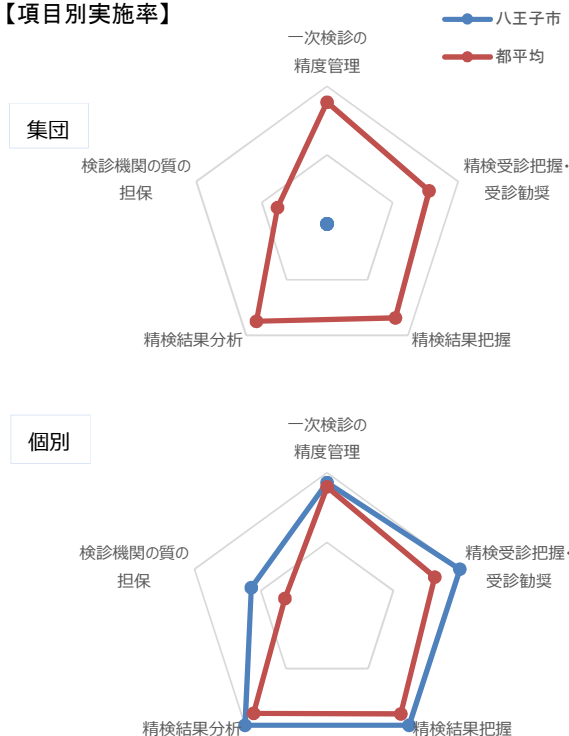 【項目別実施率】
八王子市
都平均
集団
一次検診の
精度管理
精検受診把握・
受診勧奨
精検結果把握
精検結果分析
検診機関の質の
担保
個別
一次検診の
精度管理
精検受診把握・
受診勧奨
精検結果把握
精検結果分析
検診機関の質の
担保